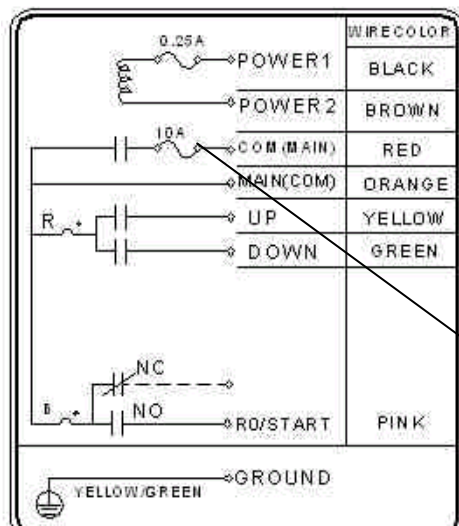 WIRECOLOR
0.25A
POWER1 BLACK
POWER2 BROWN
10A
COM(MAIN) RED
MAIN(COM) ORANGE
R UP YELLOW
DOWN GREEN
NC
B NO R0/START PINK
YELLOW/GREEN GROUND